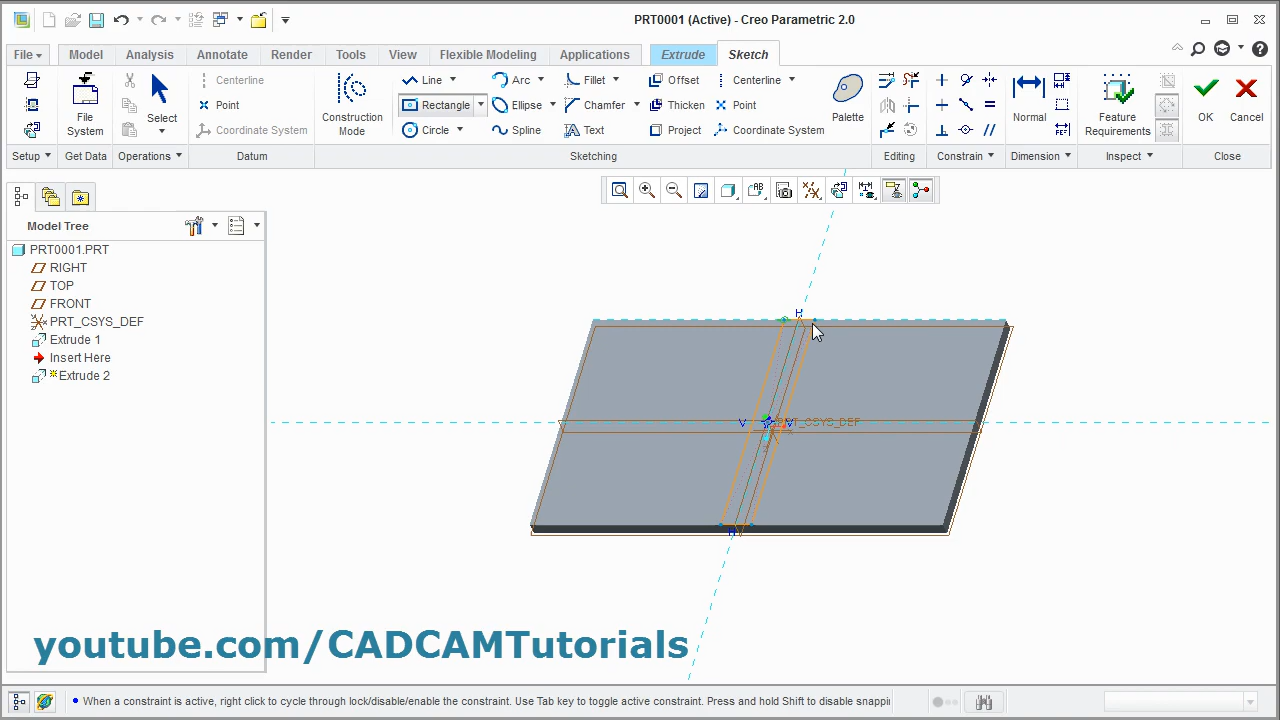 PRT0001 (Active) - Creo Parametric 2.0
File Model Analysis Annotate Render Tools View Flexible Modeling Applications Extrude Sketch
Centerline Line Arc Fillet Offset Centerline
Point Rectangle Ellipse Chamfer Thicken Point
Coordinate System Circle Spline Text Project Coordinate System
File System Select Construction Mode Palette Normal Feature Requirements OK Cancel
Setup Get Data Operations Datum Sketching Editing Constrain Dimension Inspect Close
Model Tree
PRT0001.PRT
RIGHT
TOP
FRONT
PRT_CSYS_DEF
Extrude 1
Insert Here
Extrude 2
H
V PRT_CSYS_DEF V
H
youtube.com/CADCAMTutorials
When a constraint is active, right click to cycle through lock/disable/enable the constraint. Use Tab key to toggle active constraint. Press and hold Shift to disable snappi